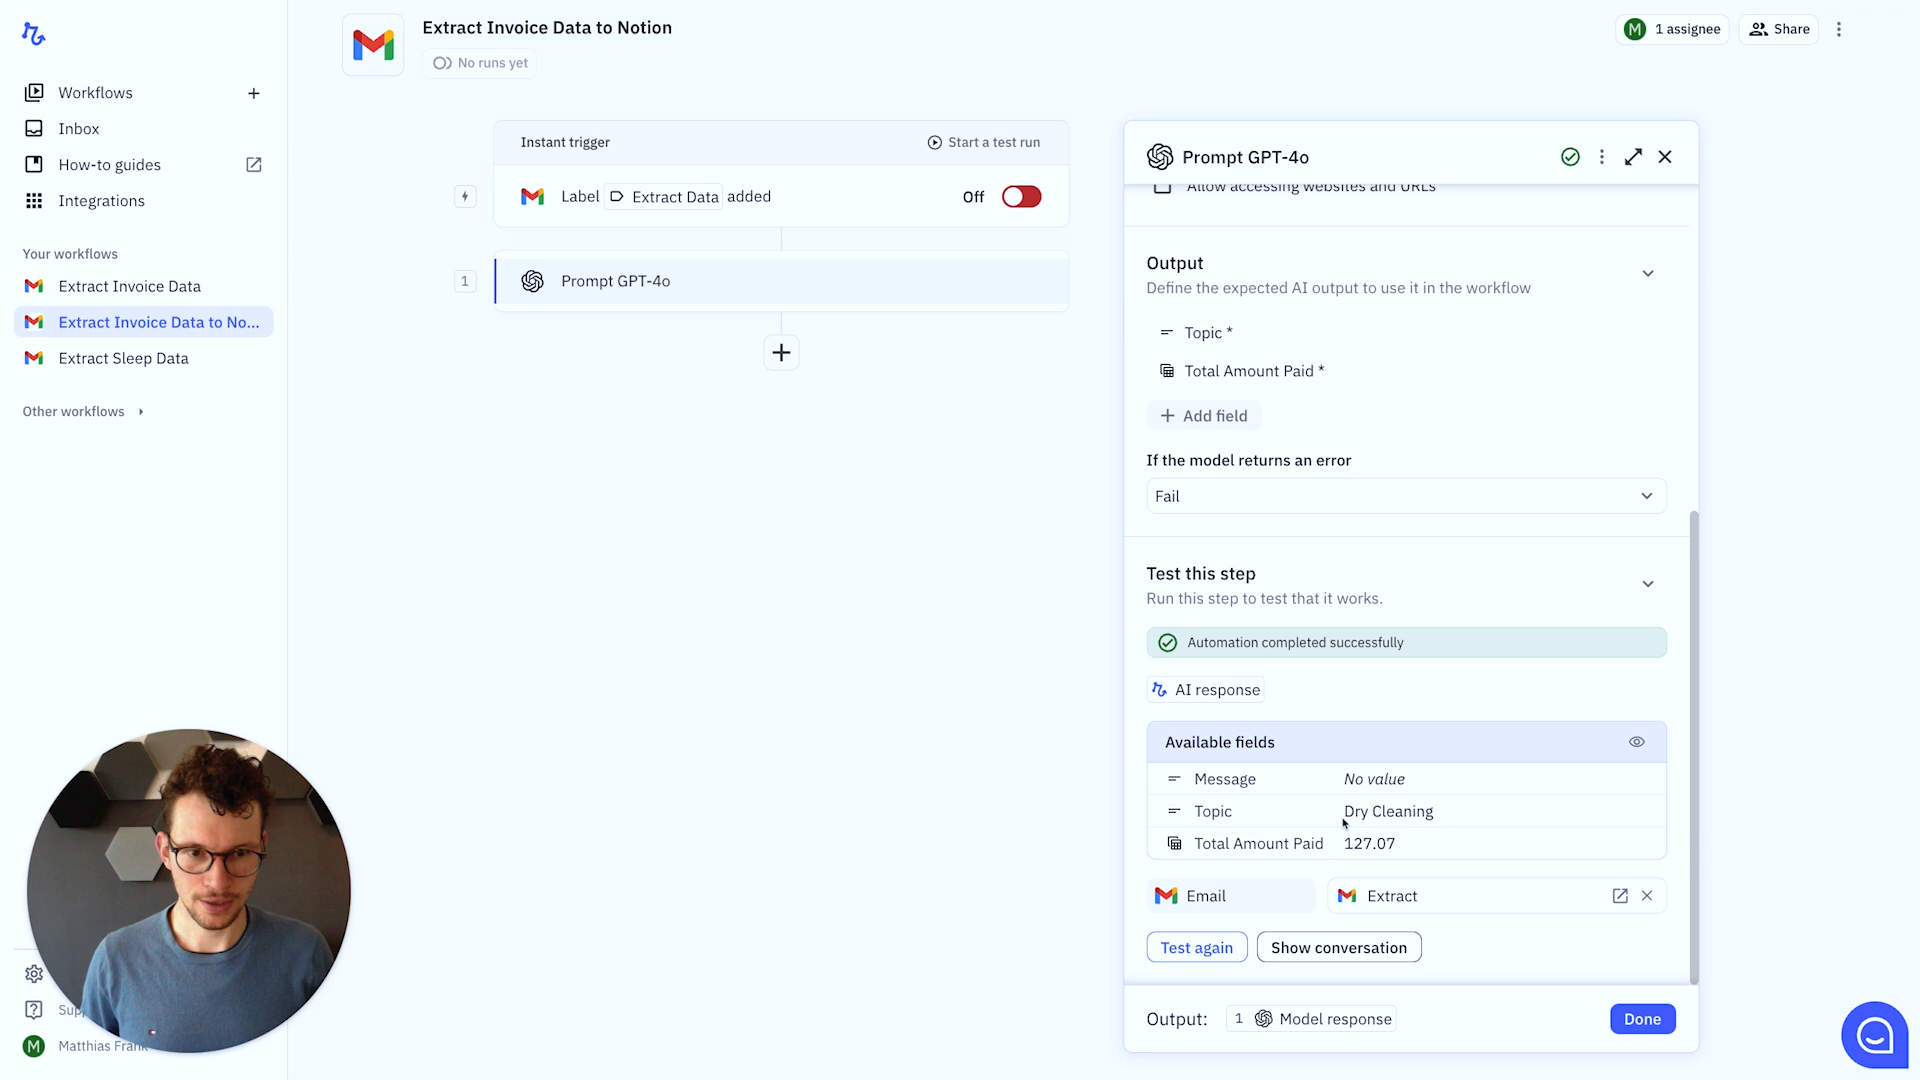 Extract Invoice Data to Notion
No runs yet
M 1 assignee
Share
Workflows
Inbox
How-to guides
Integrations
Your workflows
Extract Invoice Data
Extract Invoice Data to No...
Extract Sleep Data
Other workflows
M Matthias Frank
Instant trigger
Start a test run
Label Extract Data added
Off
1 Prompt GPT-4o
Prompt GPT-4o
Allow accessing websites and URLs
Output
Define the expected AI output to use it in the workflow
Topic *
Total Amount Paid *
Add field
If the model returns an error
Fail
Test this step
Run this step to test that it works.
Automation completed successfully
AI response
Available fields
Message No value
Topic Dry Cleaning
Total Amount Paid 127.07
Email Extract
Test again Show conversation
Output: 1 Model response
Done